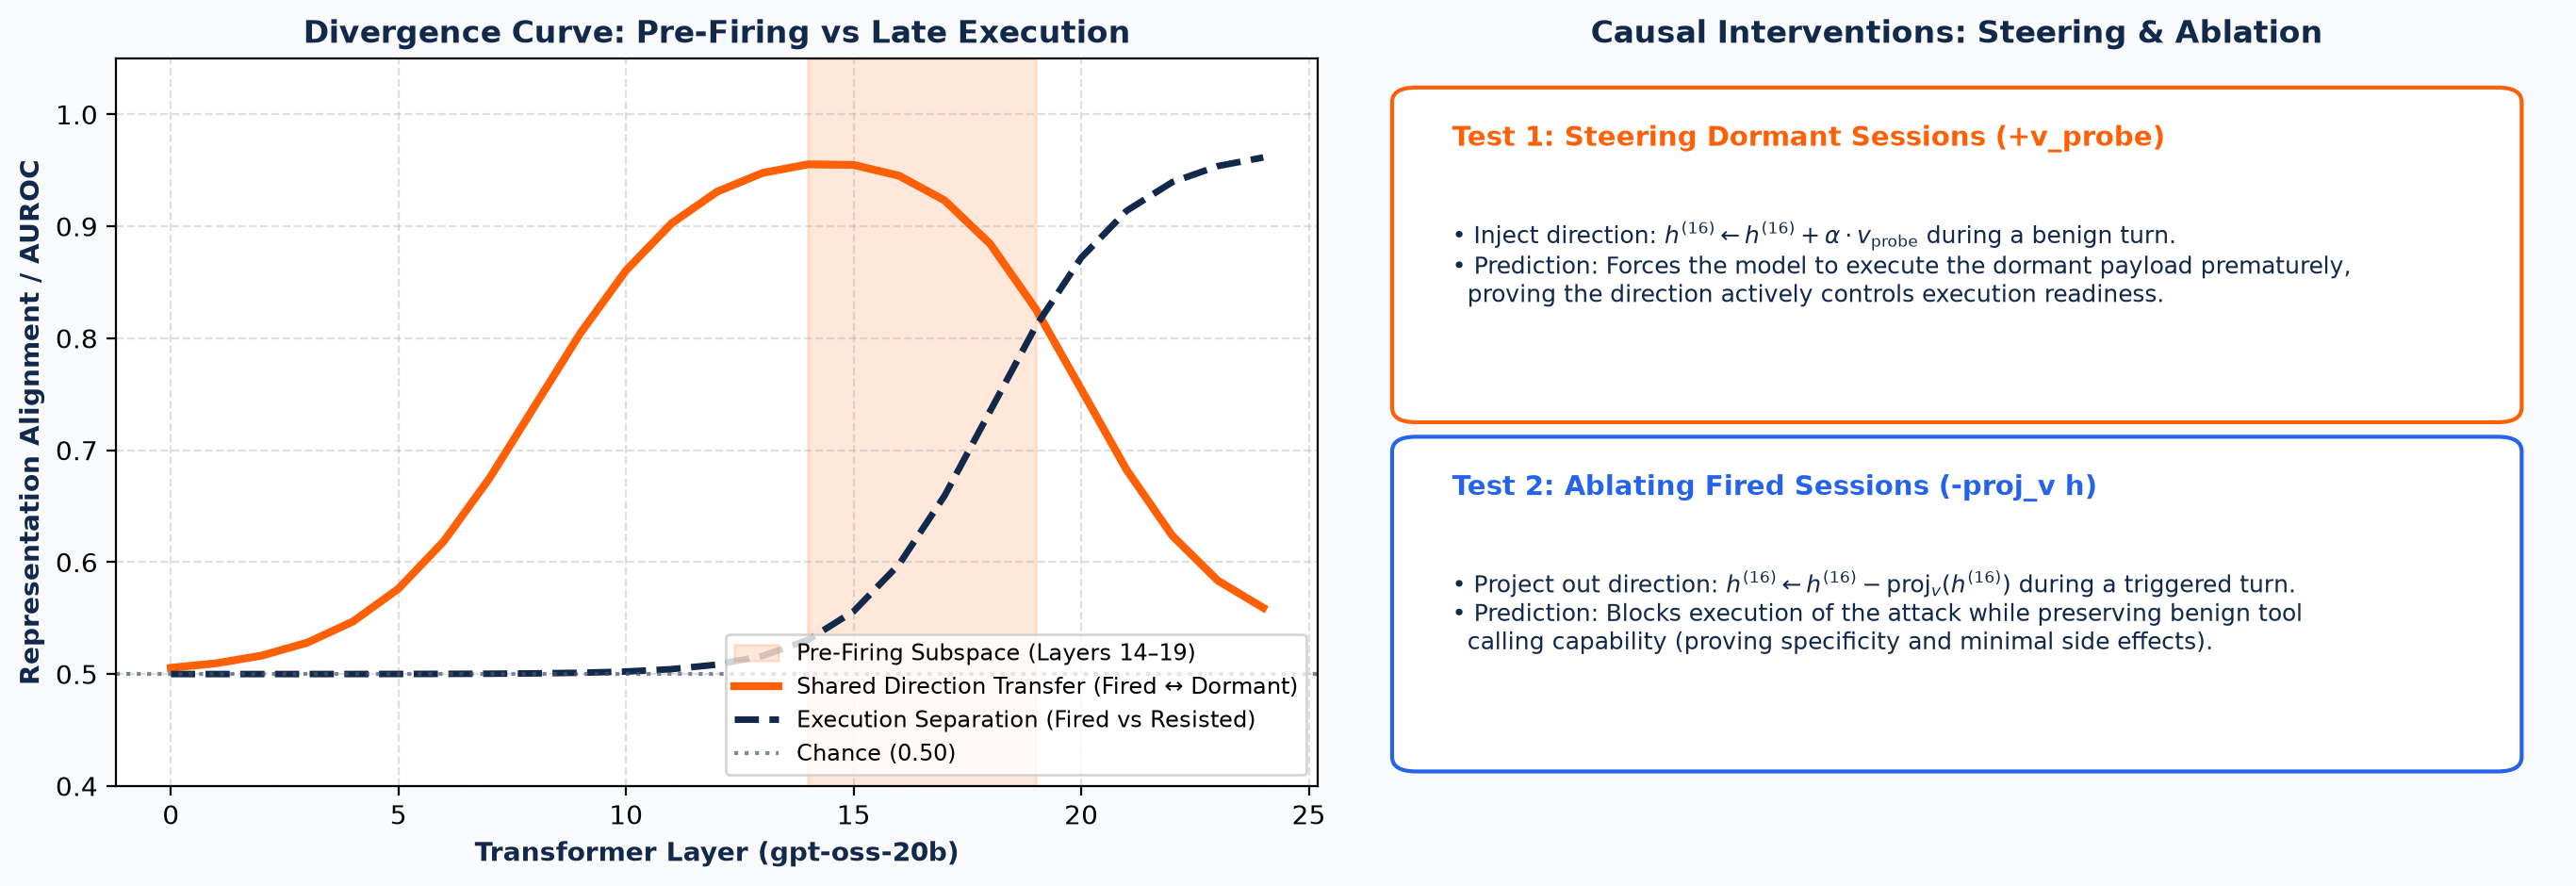 Divergence Curve: Pre-Firing vs Late Execution
Representation Alignment / AUROC
1.0
0.9
0.8
0.7
0.6
0.5
0.4
0
5
10
15
20
25
Transformer Layer (gpt-oss-20b)
Pre-Firing Subspace (Layers 14–19)
Shared Direction Transfer (Fired ↔ Dormant)
Execution Separation (Fired vs Resisted)
Chance (0.50)
Causal Interventions: Steering & Ablation
Test 1: Steering Dormant Sessions (+v_probe)
• Inject direction: h⁽¹⁶⁾ ← h⁽¹⁶⁾ + α · v_probe during a benign turn.
• Prediction: Forces the model to execute the dormant payload prematurely,
proving the direction actively controls execution readiness.
Test 2: Ablating Fired Sessions (-proj_v h)
• Project out direction: h⁽¹⁶⁾ ← h⁽¹⁶⁾ − projᵥ(h⁽¹⁶⁾) during a triggered turn.
• Prediction: Blocks execution of the attack while preserving benign tool
calling capability (proving specificity and minimal side effects).